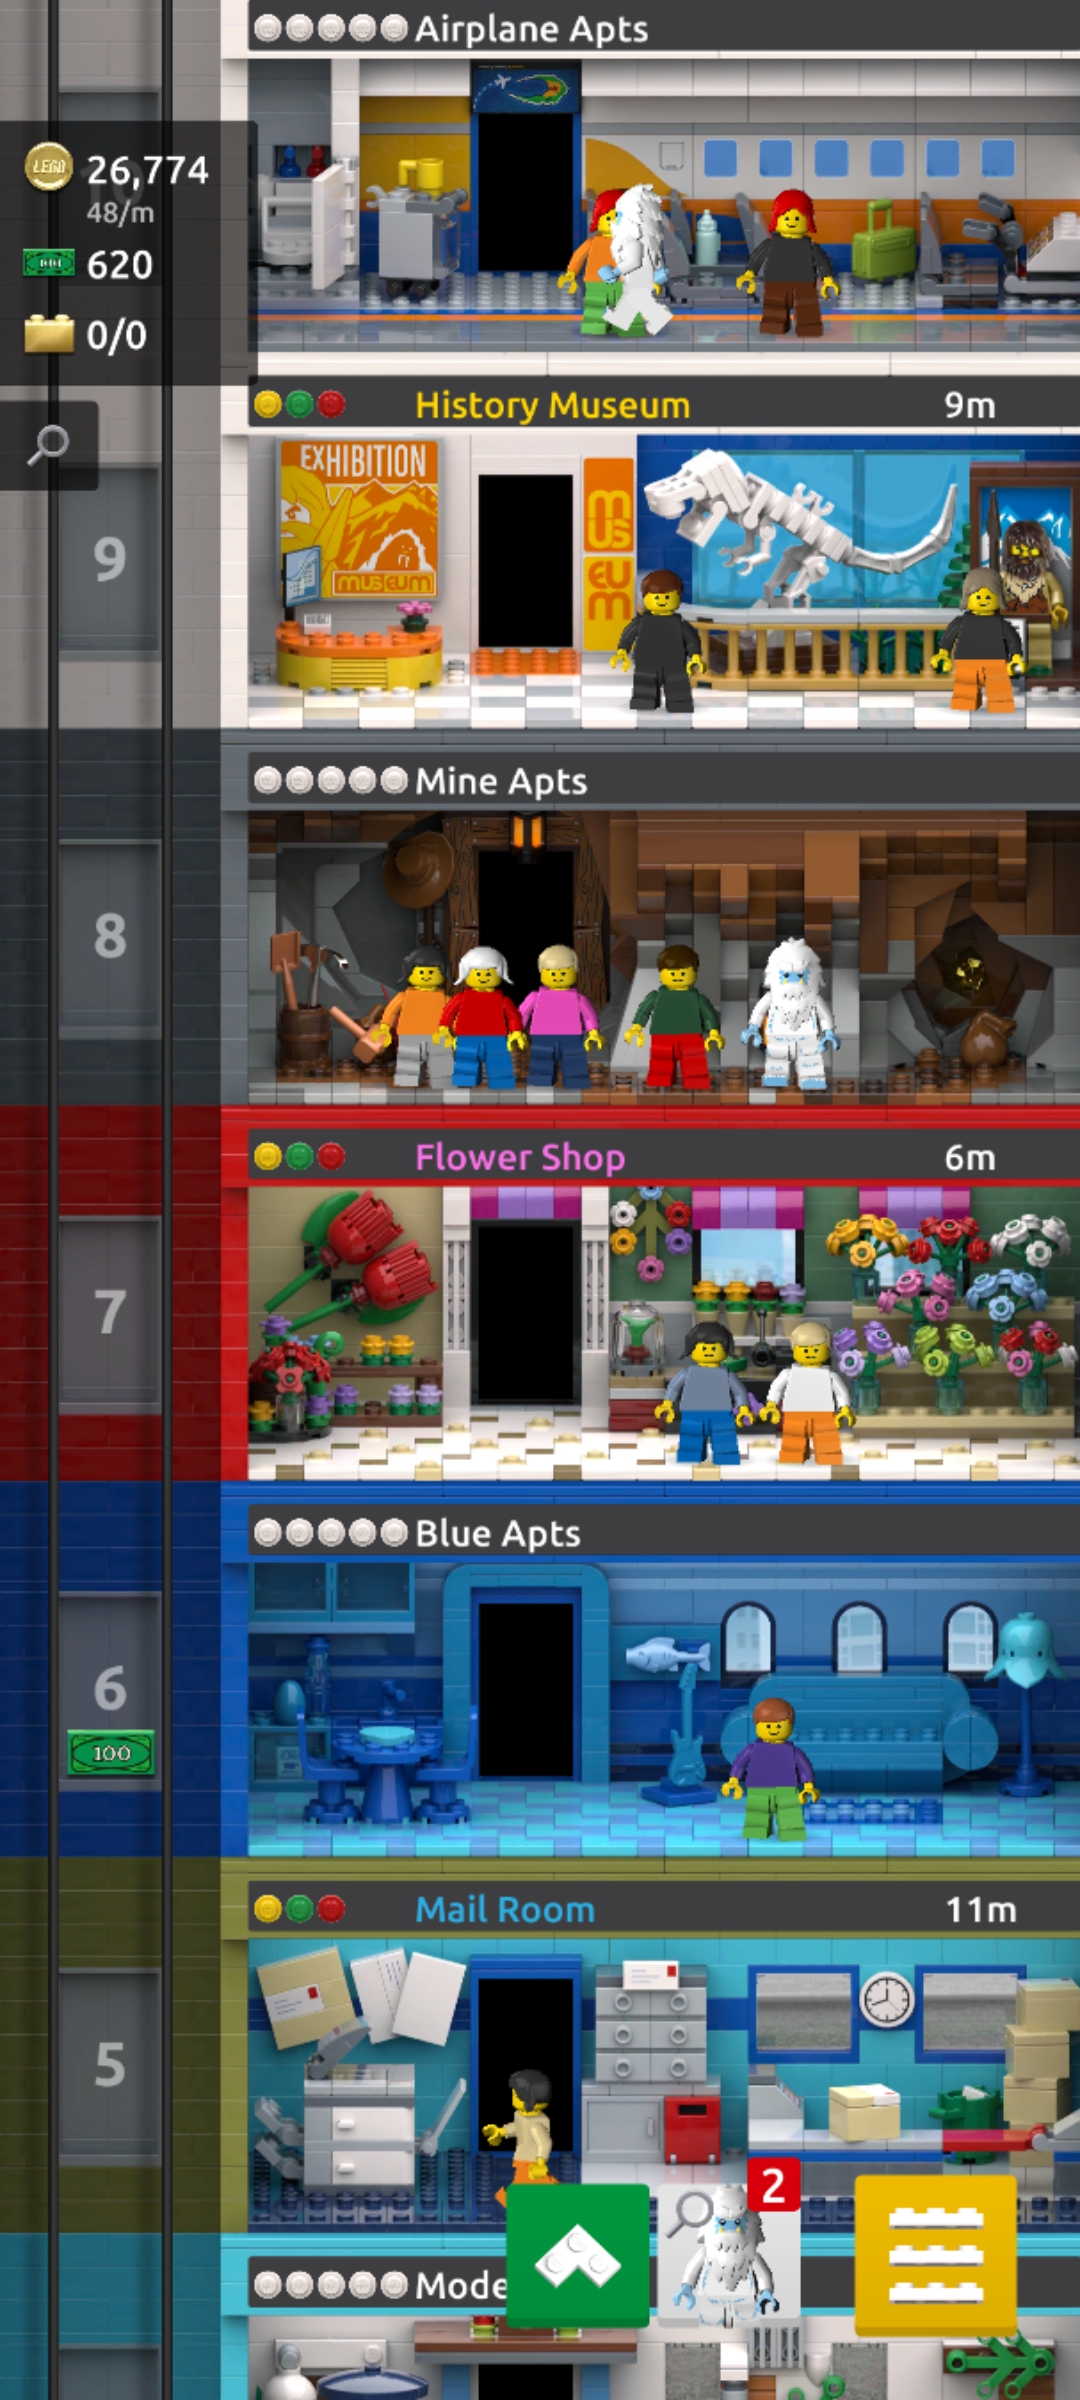 Airplane Apts
LEGO
26,774
48/m
620
0/0
History Museum 9m
EXHIBITION
MUSEUM
MUSEUM
9
Mine Apts
8
Flower Shop 6m
7
Blue Apts
6
100
Mail Room 11m
5
2
Mode